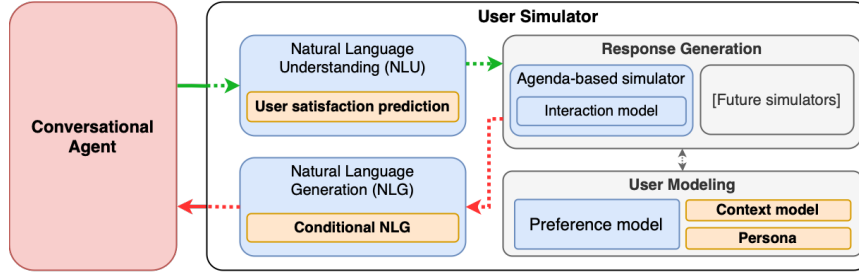 User Simulator
Conversational
Agent
Natural Language
Understanding (NLU)
User satisfaction prediction
Natural Language
Generation (NLG)
Conditional NLG
Response Generation
Agenda-based simulator
Interaction model
[Future simulators]
User Modeling
Preference model
Context model
Persona